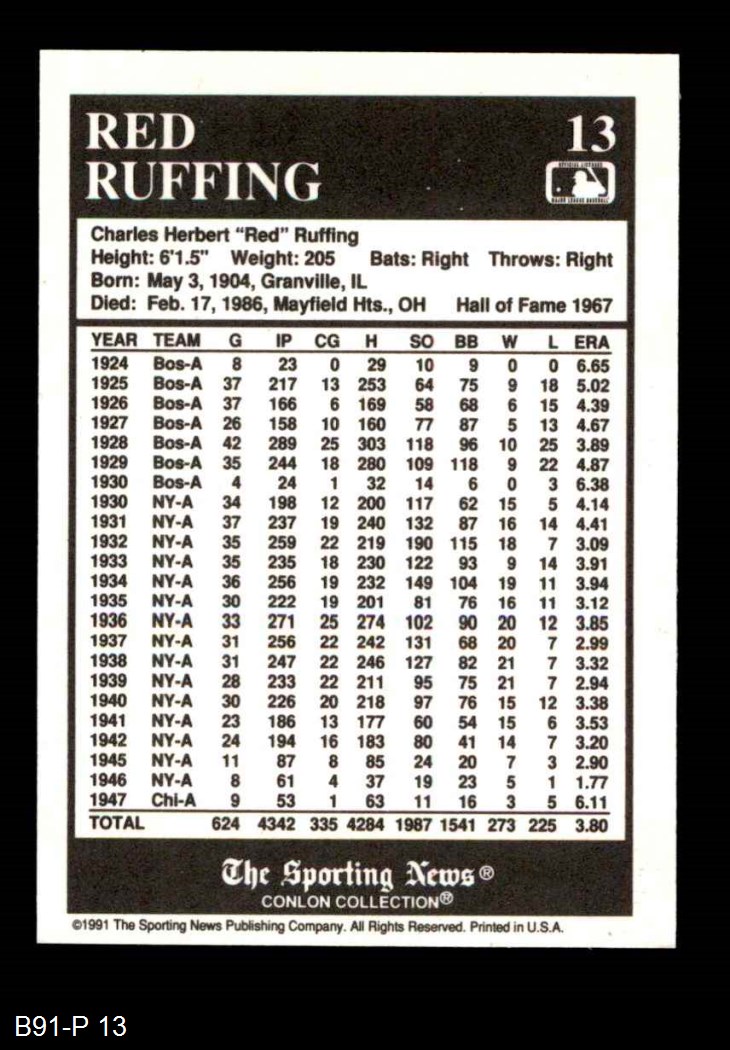 RED
RUFFING
13
OFFICIAL LICENSEE
MAJOR LEAGUE BASEBALL
Charles Herbert “Red” Ruffing
Height: 6'1.5" Weight: 205 Bats: Right Throws: Right
Born: May 3, 1904, Granville, IL
Died: Feb. 17, 1986, Mayfield Hts., OH Hall of Fame 1967
YEAR TEAM G IP CG H SO BB W L ERA
1924 Bos-A 8 23 0 29 10 9 0 0 6.65
1925 Bos-A 37 217 13 253 64 75 9 18 5.02
1926 Bos-A 37 166 6 169 58 68 6 15 4.39
1927 Bos-A 26 158 10 160 77 87 5 13 4.67
1928 Bos-A 42 289 25 303 118 96 10 25 3.89
1929 Bos-A 35 244 18 280 109 118 9 22 4.87
1930 Bos-A 4 24 1 32 14 6 0 3 6.38
1930 NY-A 34 198 12 200 117 62 15 5 4.14
1931 NY-A 37 237 19 240 132 87 16 14 4.41
1932 NY-A 35 259 22 219 190 115 18 7 3.09
1933 NY-A 35 235 18 230 122 93 9 14 3.91
1934 NY-A 36 256 19 232 149 104 19 11 3.94
1935 NY-A 30 222 19 201 81 76 16 11 3.12
1936 NY-A 33 271 25 274 102 90 20 12 3.85
1937 NY-A 31 256 22 242 131 68 20 7 2.99
1938 NY-A 31 247 22 246 127 82 21 7 3.32
1939 NY-A 28 233 22 211 95 75 21 7 2.94
1940 NY-A 30 226 20 218 97 76 15 12 3.38
1941 NY-A 23 186 13 177 60 54 15 6 3.53
1942 NY-A 24 194 16 183 80 41 14 7 3.20
1945 NY-A 11 87 8 85 24 20 7 3 2.90
1946 NY-A 8 61 4 37 19 23 5 1 1.77
1947 Chi-A 9 53 1 63 11 16 3 5 6.11
TOTAL 624 4342 335 4284 1987 1541 273 225 3.80
The Sporting News®
CONLON COLLECTION®
©1991 The Sporting News Publishing Company. All Rights Reserved. Printed in U.S.A.
B91-P 13